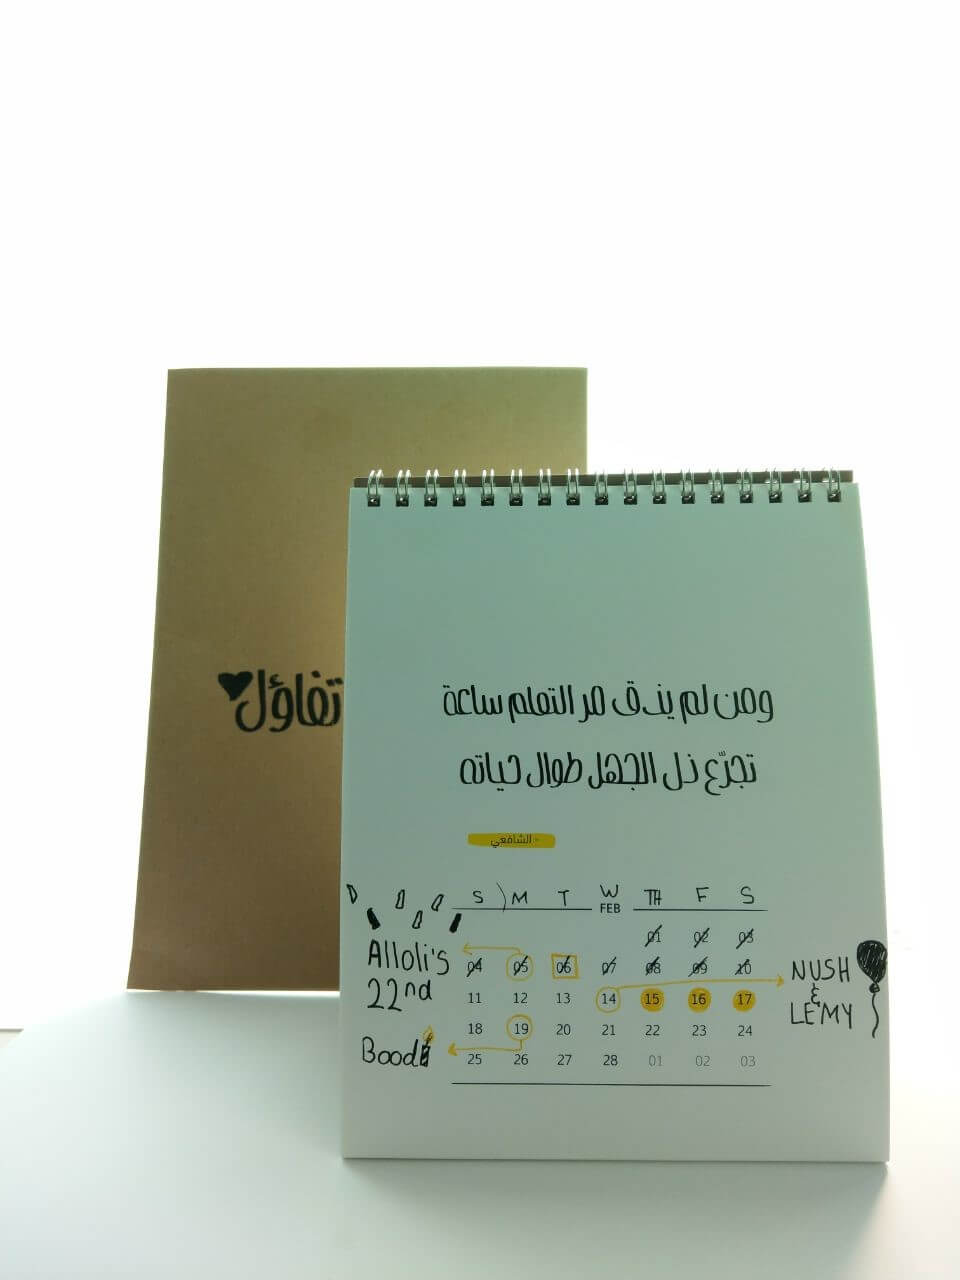 تفاؤل
ومن لم يذق مر التعلم ساعة
تجرّع ذل الجهل طوال حياته
- الشافعي
S M T W TH F S
FEB
01 02 03
04 05 06 07 08 09 10
11 12 13 14 15 16 17
18 19 20 21 22 23 24
25 26 27 28 01 02 03
Alloli's
22nd
Boodi
NUSH
&
LEMY